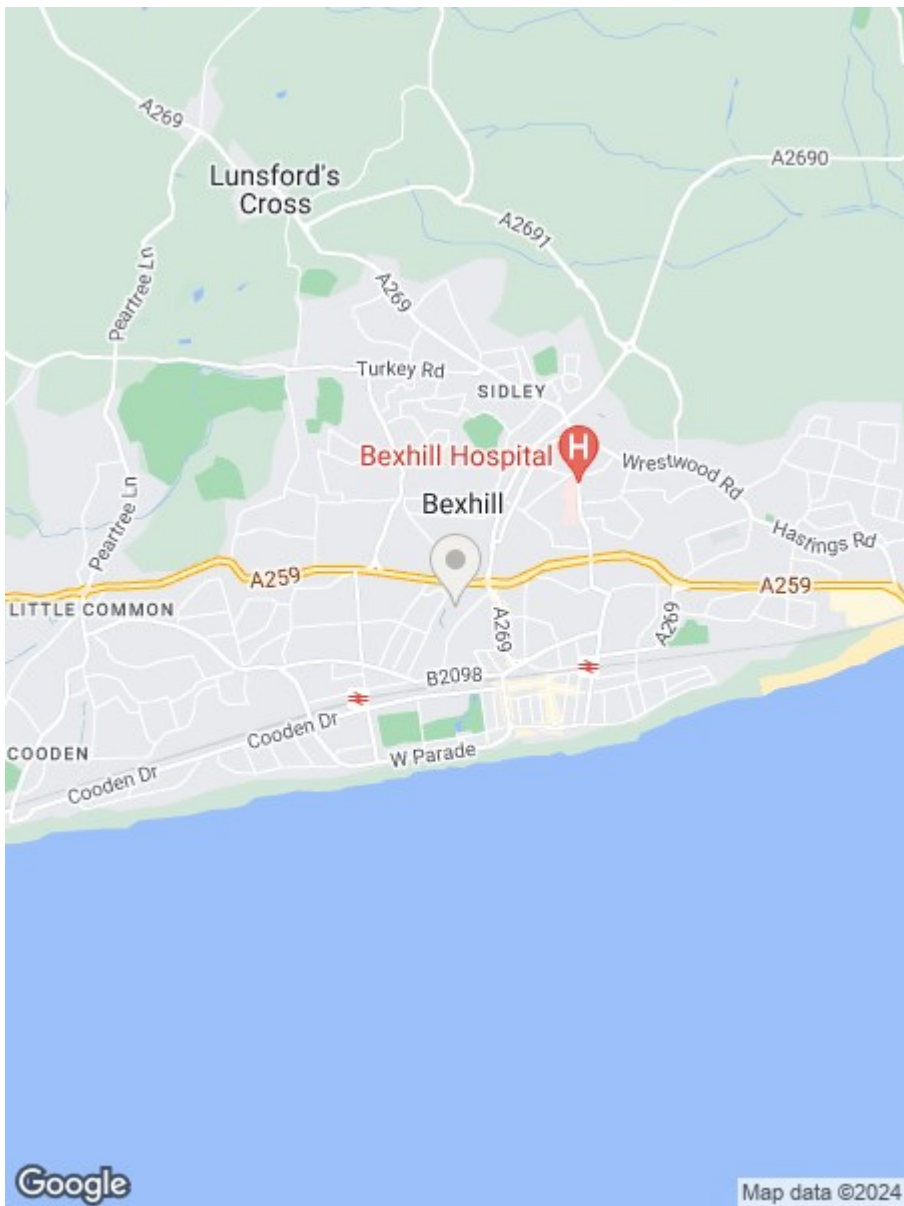 A269
A2690
Lunsford's
Cross
A2691
Peartree Ln
A269
Turkey Rd
SIDLEY
Bexhill Hospital
H
Wrestwood Rd
Peartree Ln
Bexhill
Hastings Rd
A259
A259
LITTLE COMMON
A269
A269
B2098
Cooden Dr
W Parade
COODEN
Cooden Dr
Google
Map data ©2024